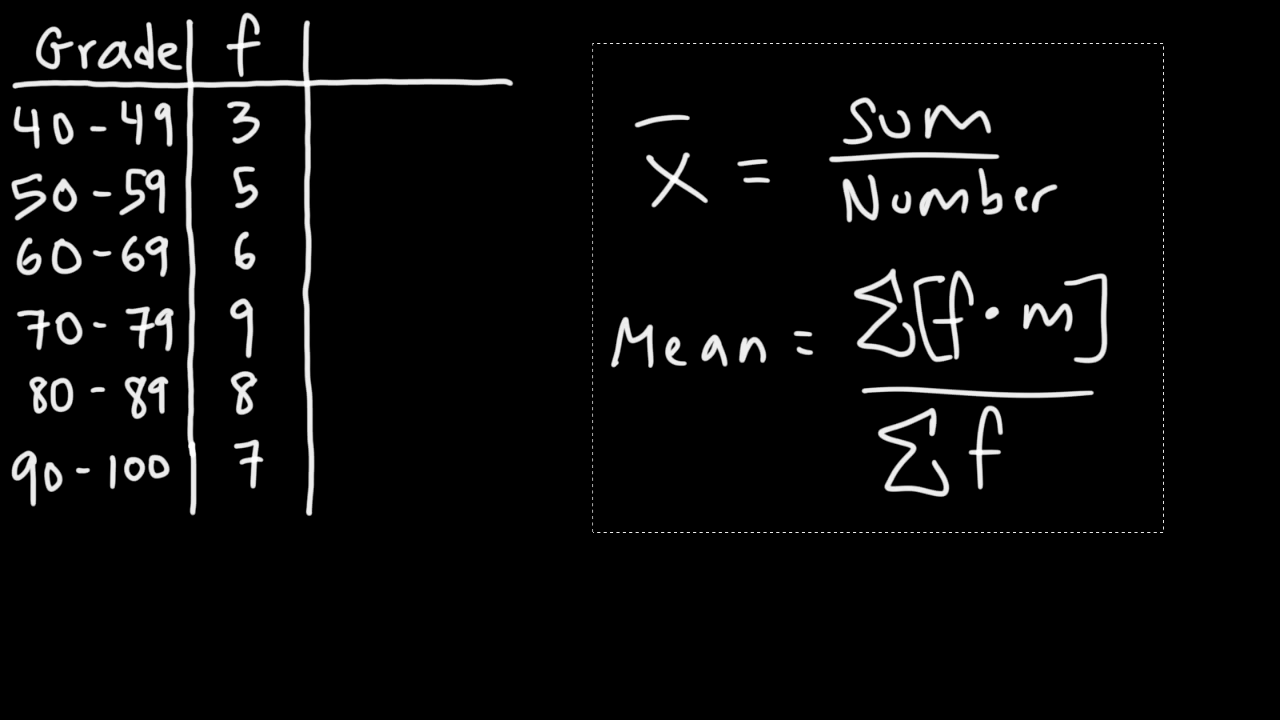 Grade f
40 - 49 3
50 - 59 5
60 - 69 6
70 - 79 9
80 - 89 8
90 - 100 7
x̄ = Sum / Number
Mean = Σ[f · m] / Σf